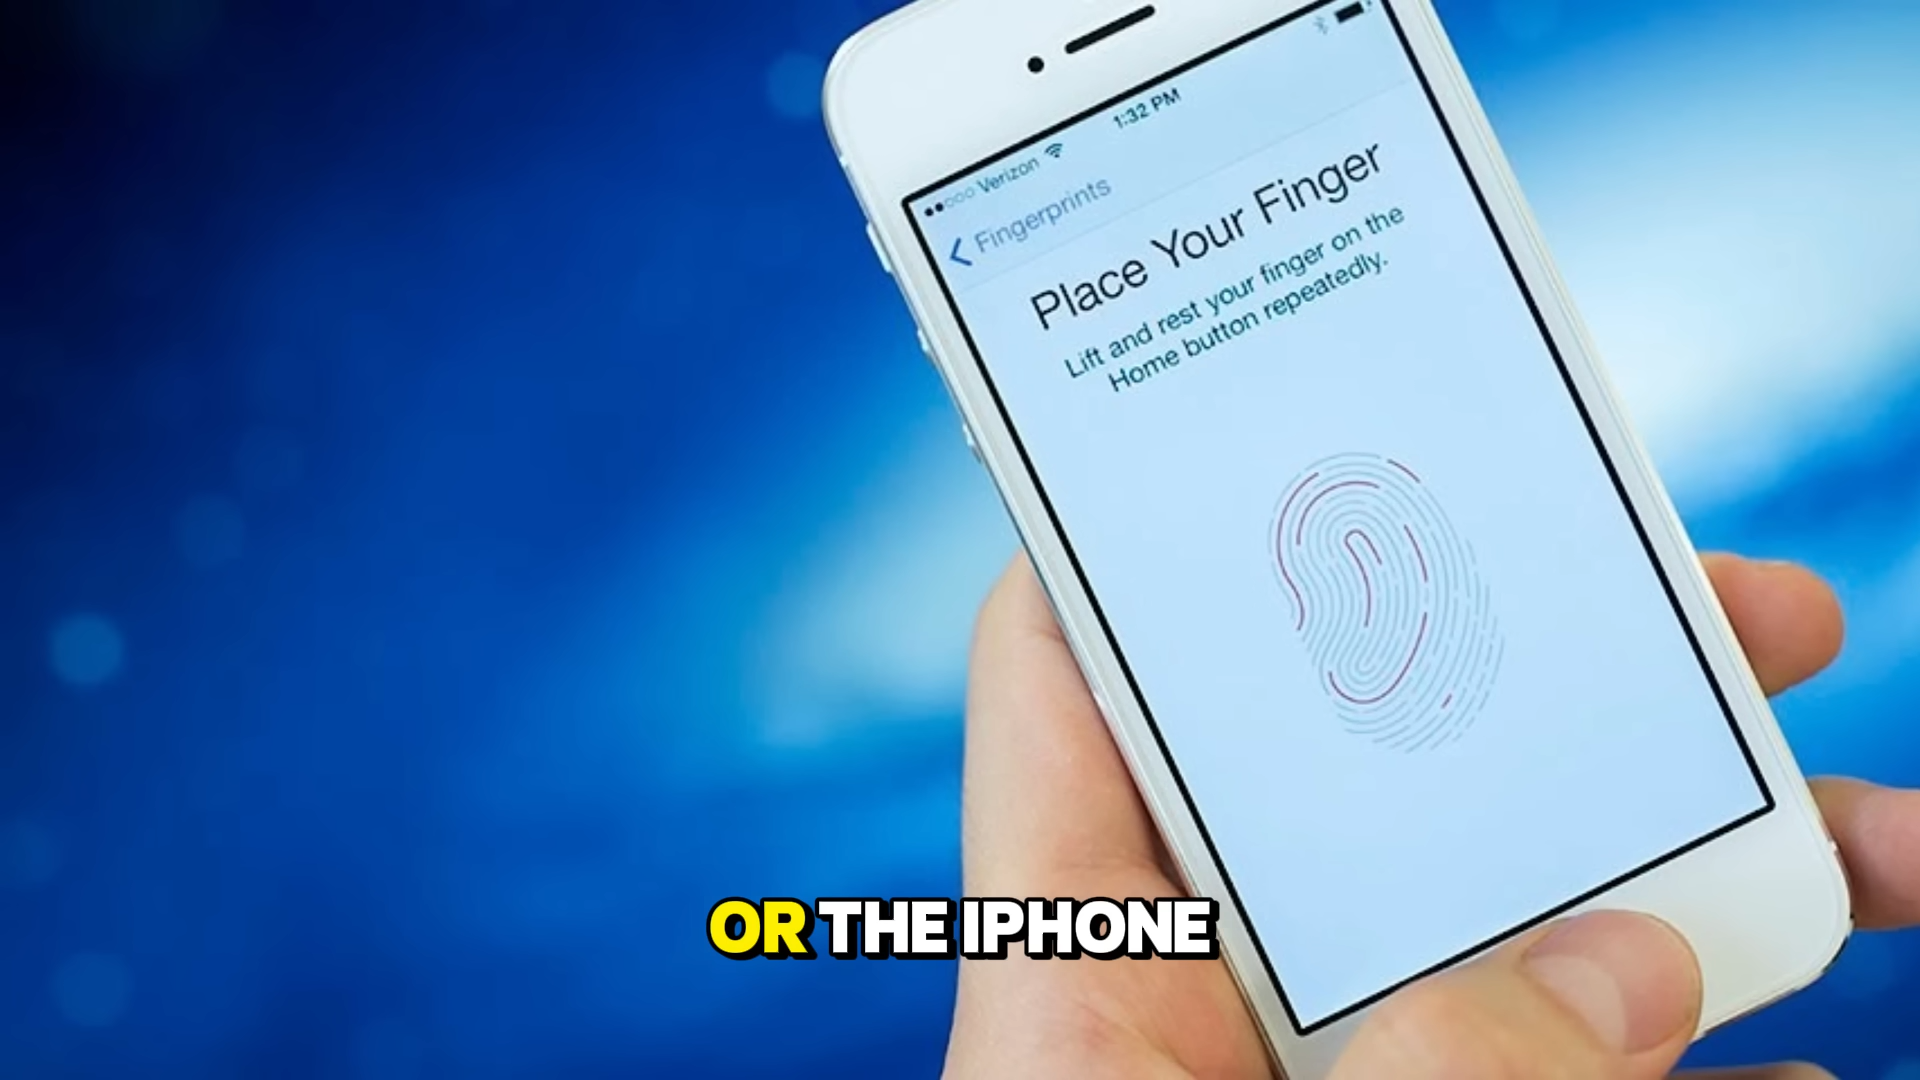 Verizon
1:32 PM
Fingerprints
Place Your Finger
Lift and rest your finger on the
Home button repeatedly.
OR THE IPHONE